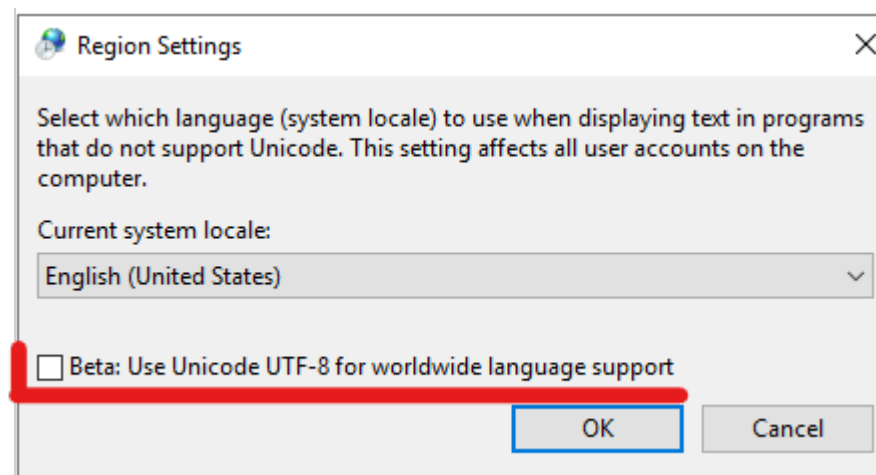 Region Settings
Select which language (system locale) to use when displaying text in programs
that do not support Unicode. This setting affects all user accounts on the
computer.
Current system locale:
English (United States)
Beta: Use Unicode UTF-8 for worldwide language support
OK Cancel